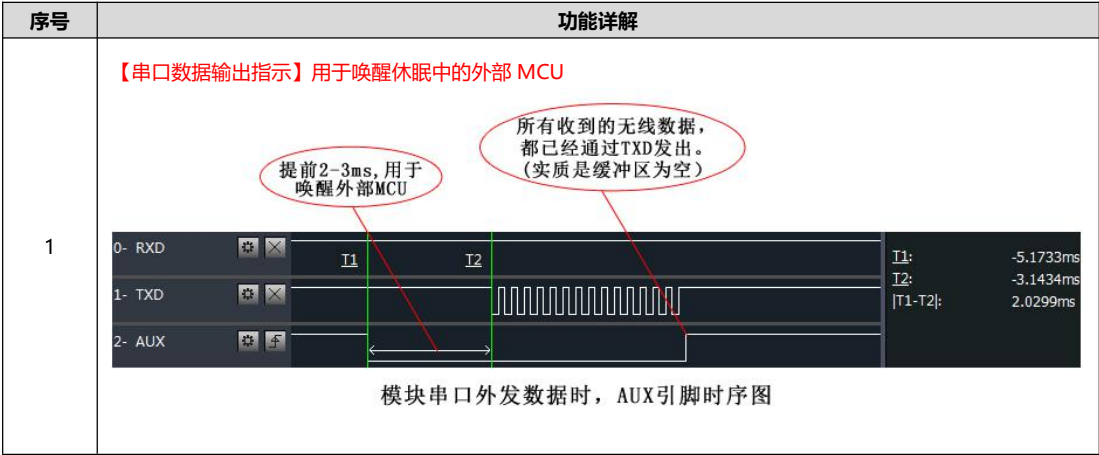 序号
功能详解
【串口数据输出指示】用于唤醒休眠中的外部 MCU
所有收到的无线数据,
都已经通过TXD发出。
(实质是缓冲区为空)
提前2-3ms,用于
唤醒外部MCU
1
0- RXD
T1
T2
1- TXD
2- AUX
T1: -5.1733ms
T2: -3.1434ms
|T1-T2|: 2.0299ms
模块串口外发数据时，AUX引脚时序图